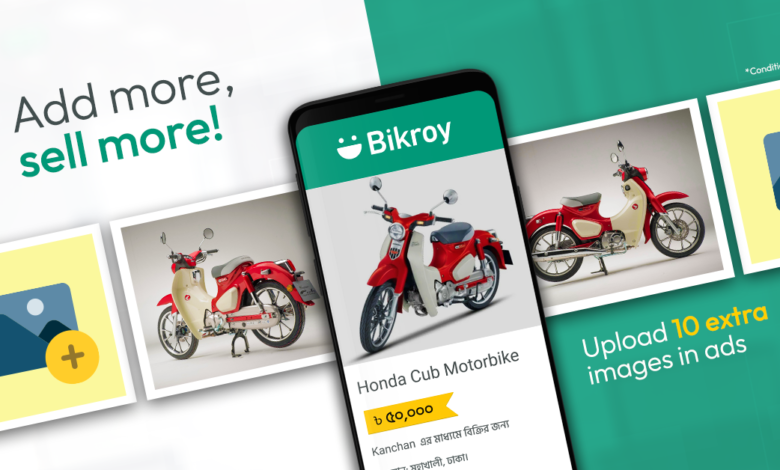 Add more,
sell more!
Bikroy
Honda Cub Motorbike
৳ ৫০,০০০
Kanchan এর মাধ্যমে বিক্রির জন্য
মহাখালী, ঢাকা।
Upload 10 extra
images in ads